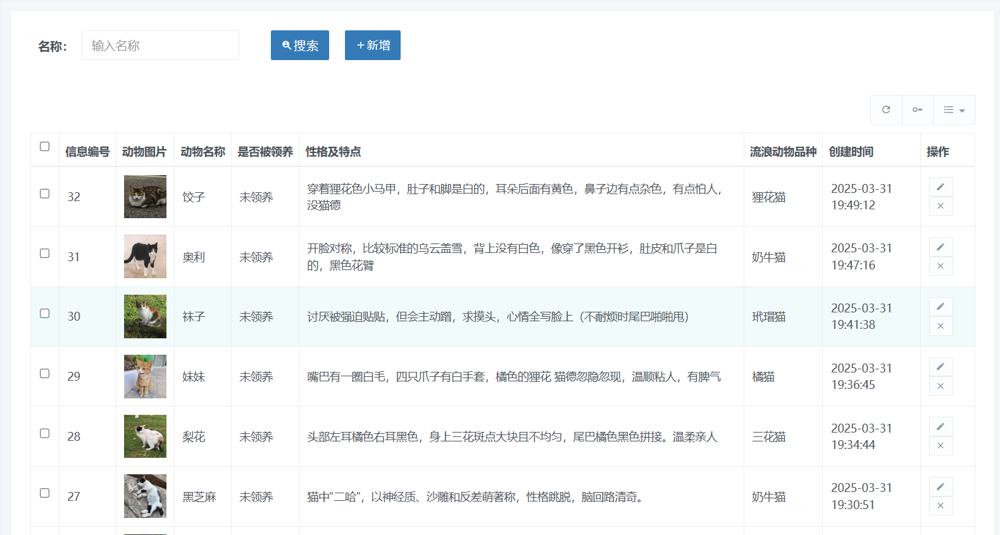 名称：
输入名称
搜索
+新增
信息编号 动物图片 动物名称 是否被领养 性格及特点 流浪动物品种 创建时间 操作
32 饺子 未领养 穿着狸花色小马甲，肚子和脚是白的，耳朵后面有黄色，鼻子边有点杂色，有点怕人，
没猫德
狸花猫
2025-03-31
19:49:12
31 奥利 未领养 开脸对称，比较标准的乌云盖雪，背上没有白色，像穿了黑色开衫，肚皮和爪子是白
的，黑色花臂
奶牛猫
2025-03-31
19:47:16
30 袜子 未领养 讨厌被强迫贴贴，但会主动蹭，求摸头，心情全写脸上（不耐烦时尾巴啪啪甩）
玳瑁猫
2025-03-31
19:41:38
29 妹妹 未领养 嘴巴有一圈白毛，四只爪子有白手套，橘色的狸花 猫德忽隐忽现，温顺粘人，有脾气
橘猫
2025-03-31
19:36:45
28 梨花 未领养 头部左耳橘色右耳黑色，身上三花斑点大块且不均匀，尾巴橘色黑色拼接。温柔亲人
三花猫
2025-03-31
19:34:44
27 黑芝麻 未领养 猫中“二哈”，以神经质、沙雕和反差萌著称，性格跳脱，脑回路清奇。
奶牛猫
2025-03-31
19:30:51